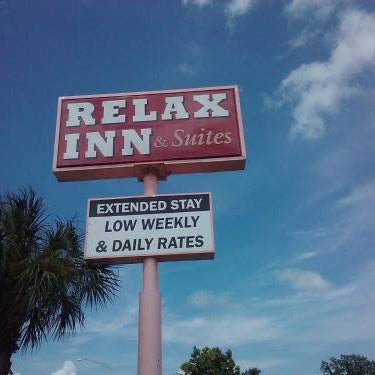 RELAX
INN & Suites
EXTENDED STAY
LOW WEEKLY
& DAILY RATES